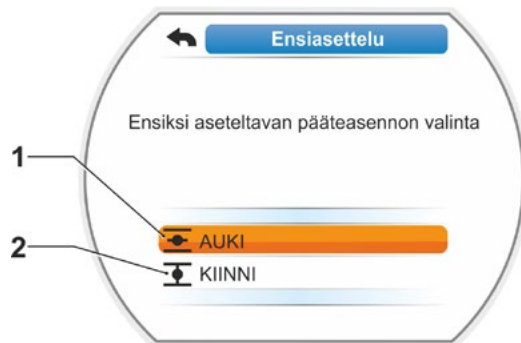 Ensiasettelu
Ensiksi aseteltavan pääteasennon valinta
1
AUKI
2
KIINNI